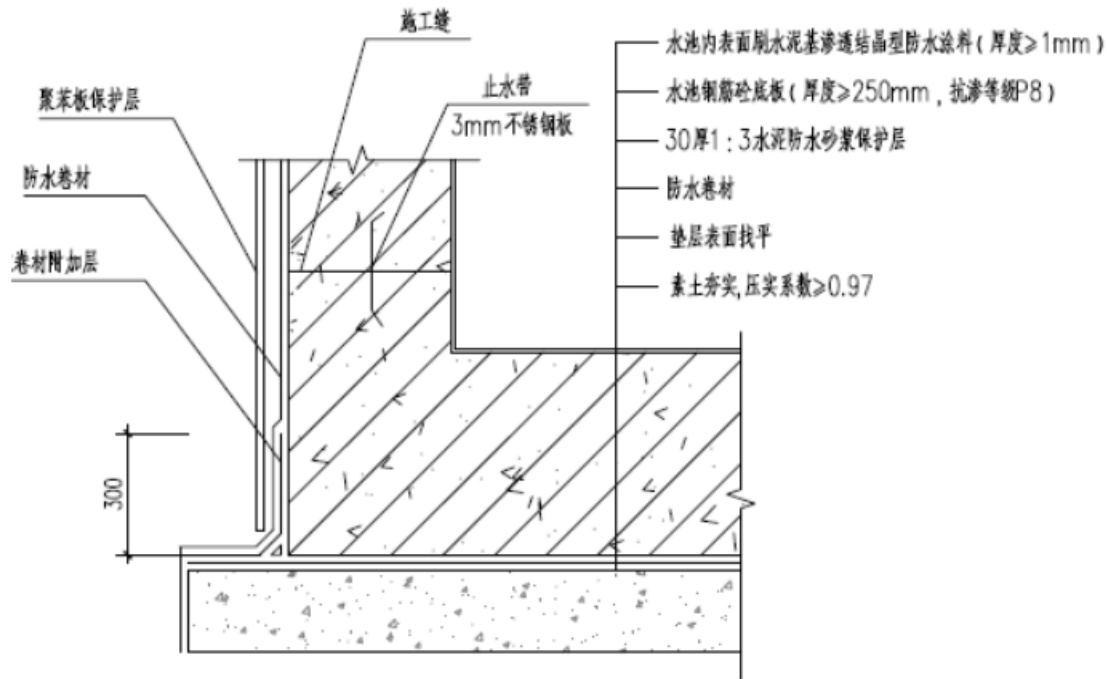 施工缝
止水带
3mm不锈钢板
聚苯板保护层
防水卷材
卷材附加层
300
水池内表面刷水泥基渗透结晶型防水涂料(厚度≥1mm)
水池钢筋砼底板(厚度≥250mm,抗渗等级P8)
30厚1:3水泥防水砂浆保护层
防水卷材
垫层表面找平
素土夯实,压实系数≥0.97